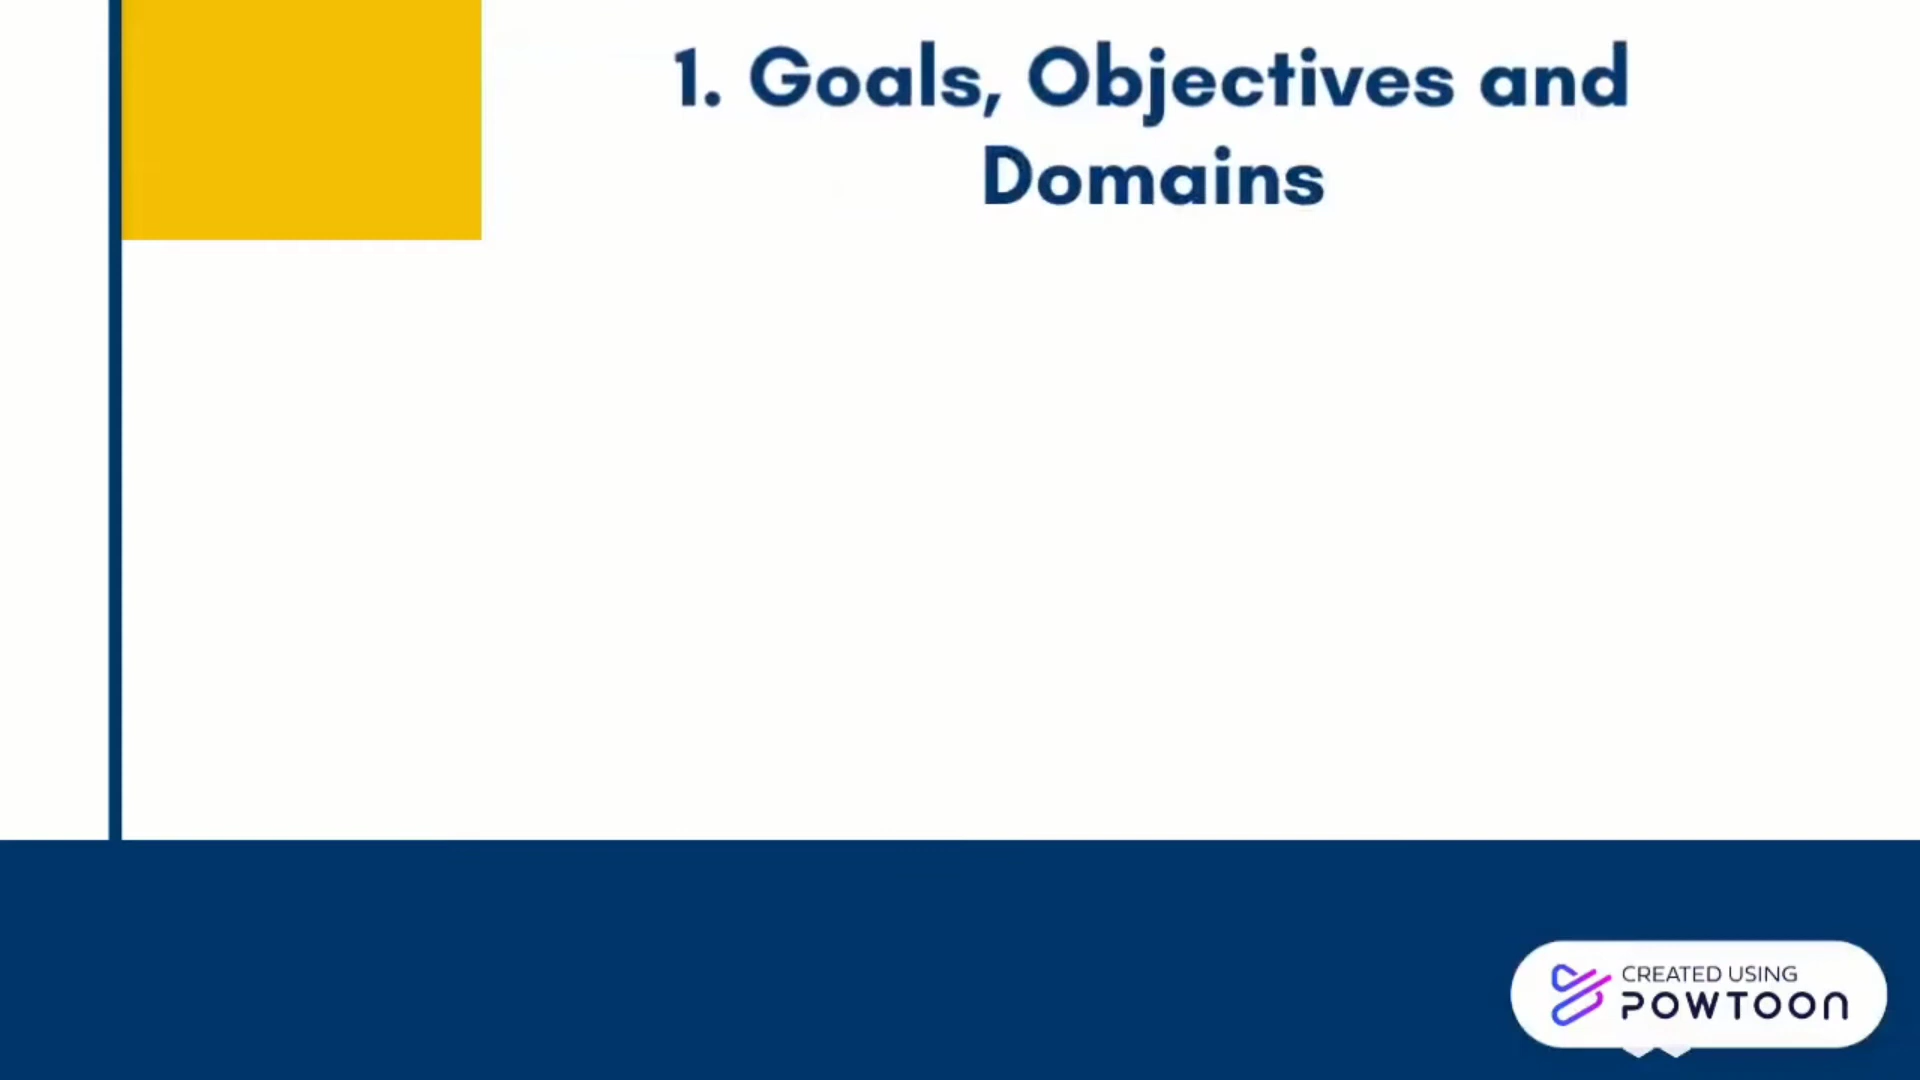 1. Goals, Objectives and
Domains
CREATED USING
POWTOON